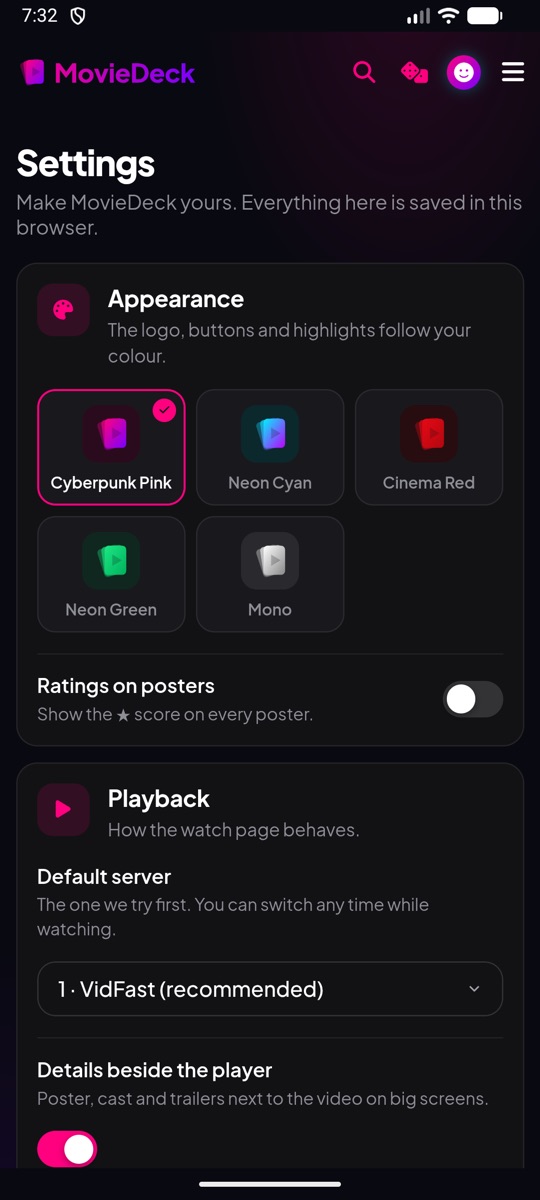 7:32
MovieDeck
Settings
Make MovieDeck yours. Everything here is saved in this
browser.
Appearance
The logo, buttons and highlights follow your
colour.
Cyberpunk Pink
Neon Cyan
Cinema Red
Neon Green
Mono
Ratings on posters
Show the ★ score on every poster.
Playback
How the watch page behaves.
Default server
The one we try first. You can switch any time while
watching.
1 · VidFast (recommended)
Details beside the player
Poster, cast and trailers next to the video on big screens.